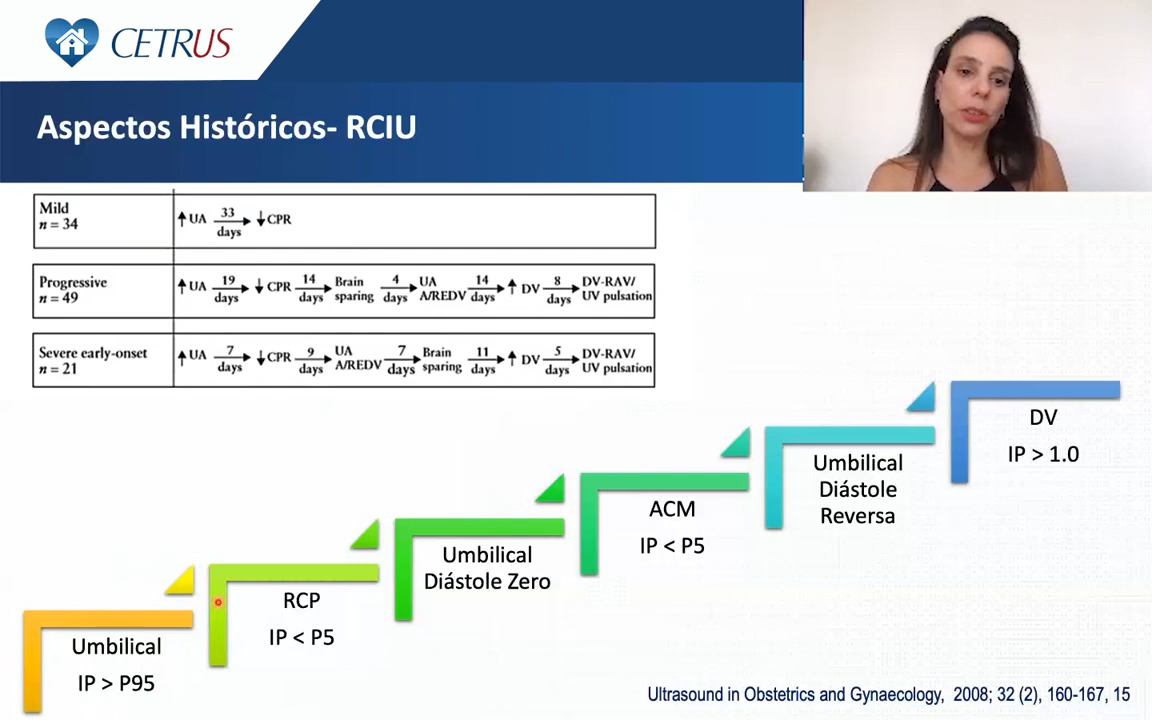 CETRUS
Aspectos Históricos- RCIU
Mild
n = 34
↑UA 33 days → ↓CPR
Progressive
n = 49
↑UA 19 days → ↓CPR 14 days → Brain sparing 4 days → UA A/REDV 14 days → ↑ DV 8 days → DV-RAV/ UV pulsation
Severe early-onset
n = 21
↑UA 7 days → ↓CPR 9 days → UA A/REDV 7 days → Brain sparing 11 days → ↑ DV 5 days → DV-RAV/ UV pulsation
DV
IP > 1.0
Umbilical
Diástole
Reversa
ACM
IP < P5
Umbilical
Diástole Zero
RCP
IP < P5
Umbilical
IP > P95
Ultrasound in Obstetrics and Gynaecology, 2008; 32 (2), 160-167, 15